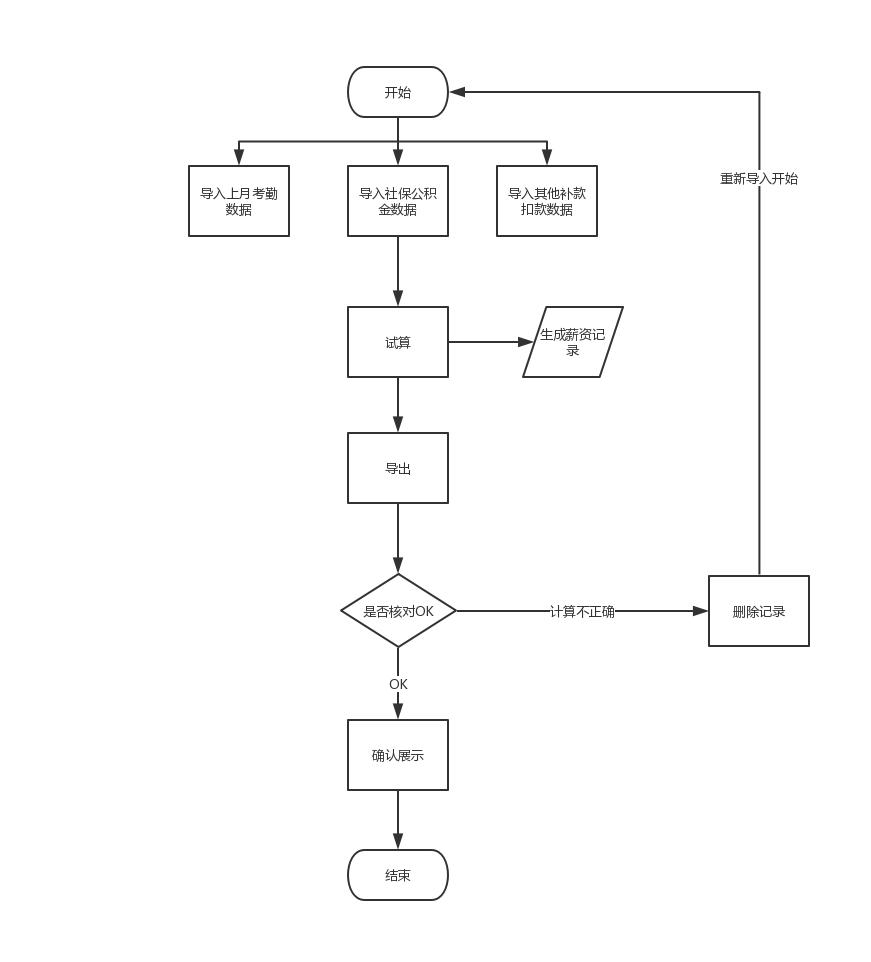 开始
重新导入开始
导入上月考勤
数据
导入社保公积
金数据
导入其他补款
扣款数据
试算
生成薪资记
录
导出
是否核对OK
计算不正确
删除记录
OK
确认展示
结束